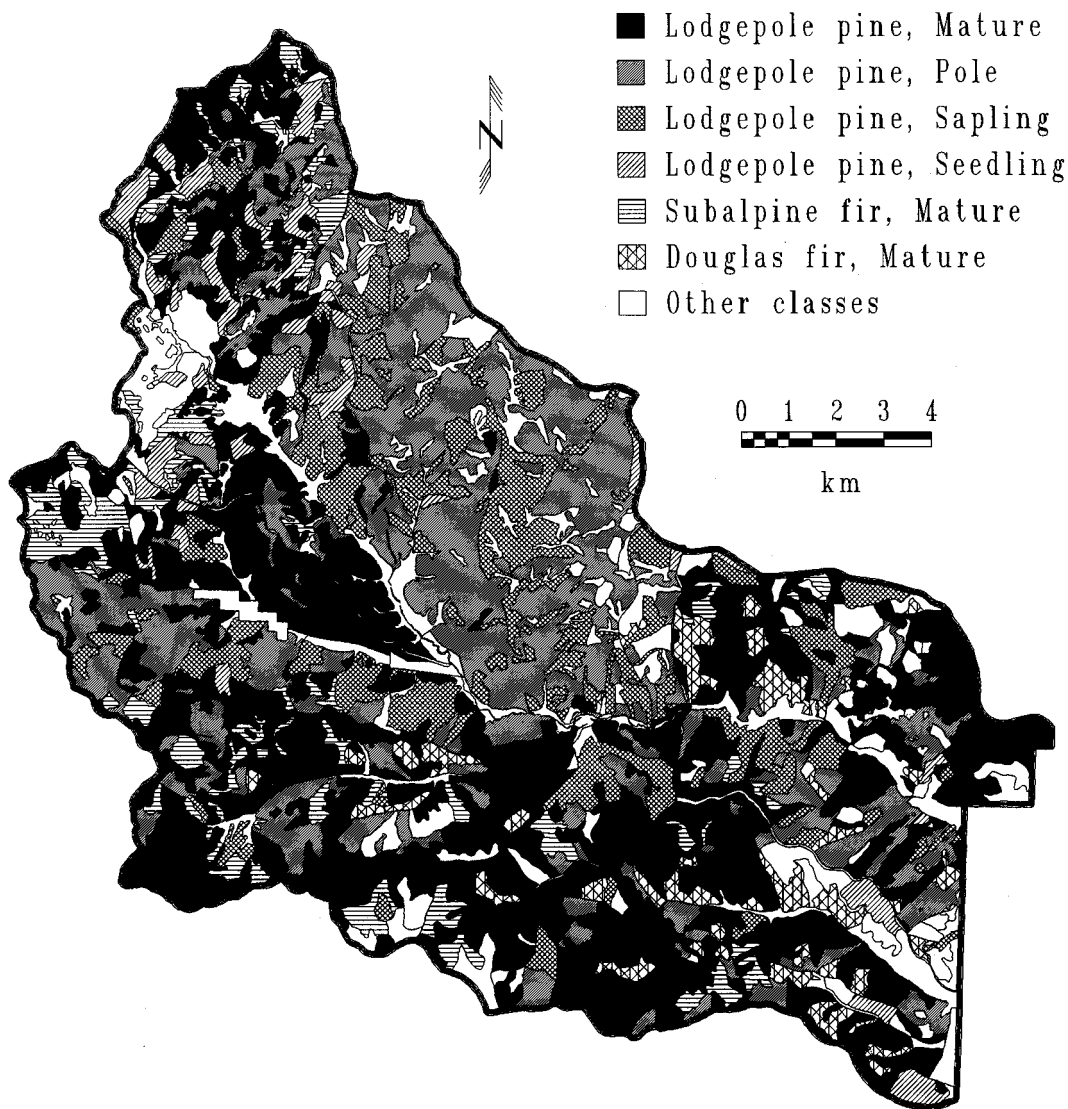 Lodgepole pine, Mature
Lodgepole pine, Pole
Lodgepole pine, Sapling
Lodgepole pine, Seedling
Subalpine fir, Mature
Douglas fir, Mature
Other classes
N
0 1 2 3 4
km